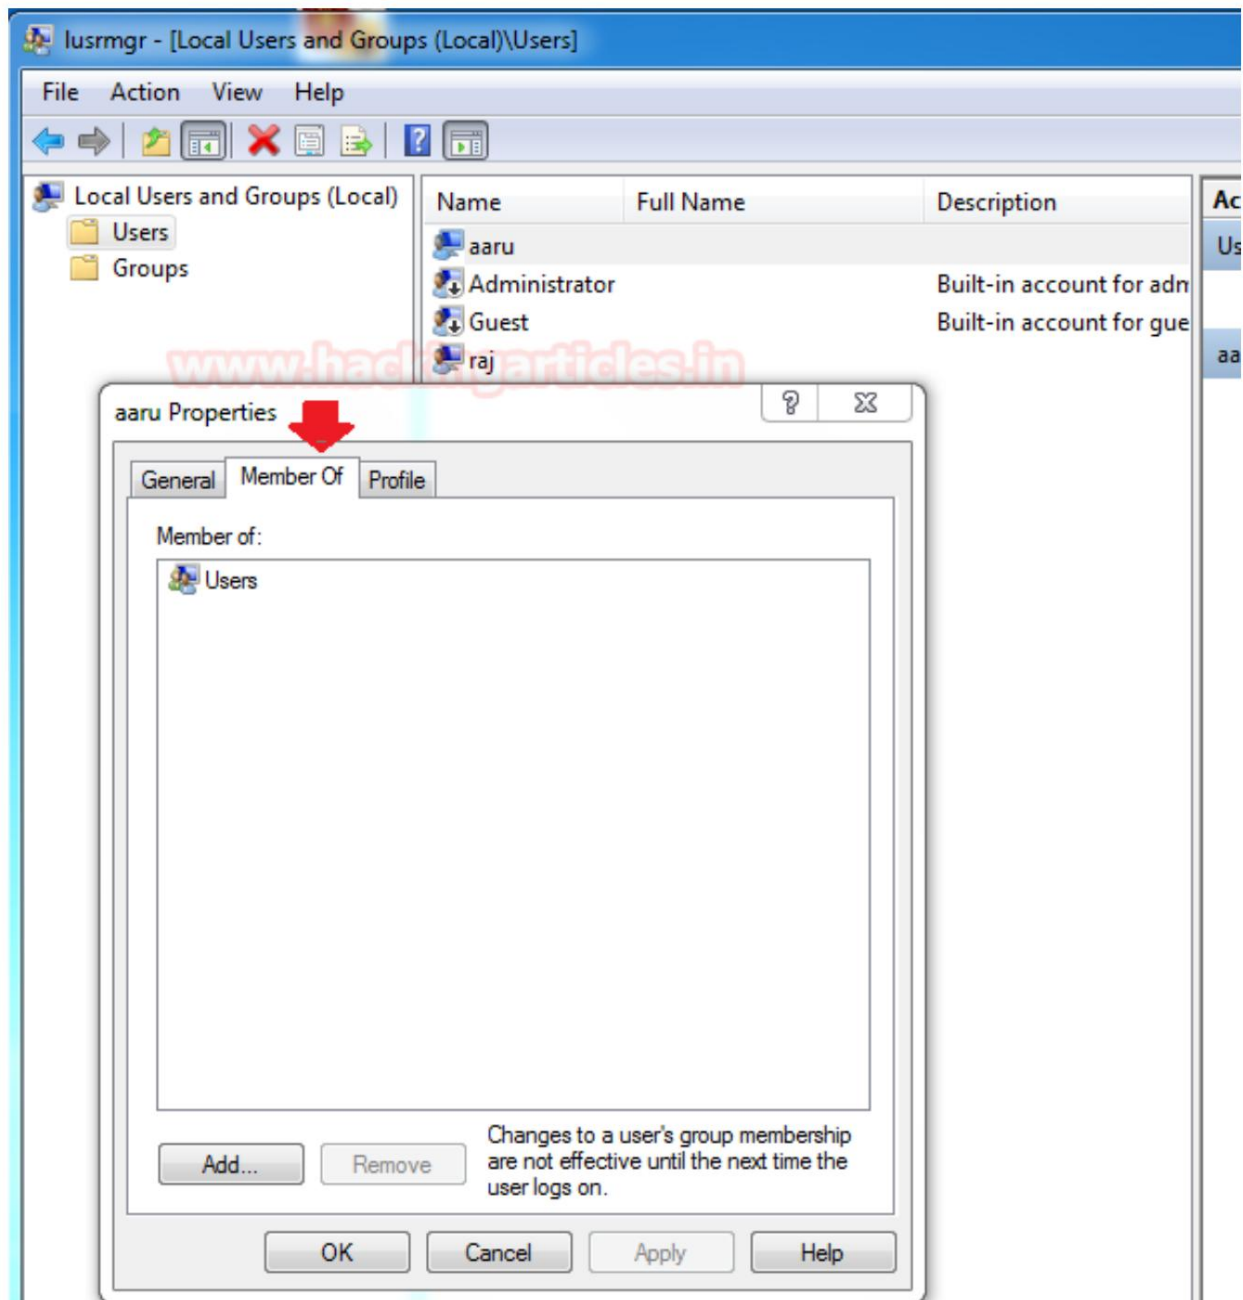 lusrmgr - [Local Users and Groups (Local)\Users]
File Action View Help
Local Users and Groups (Local)
Users
Groups
Name Full Name Description
aaru
Administrator Built-in account for adm
Guest Built-in account for gue
raj
Ac
Us
aa
www.hackingarticles.in
aaru Properties
General Member Of Profile
Member of:
Users
Add... Remove
Changes to a user's group membership
are not effective until the next time the
user logs on.
OK Cancel Apply Help